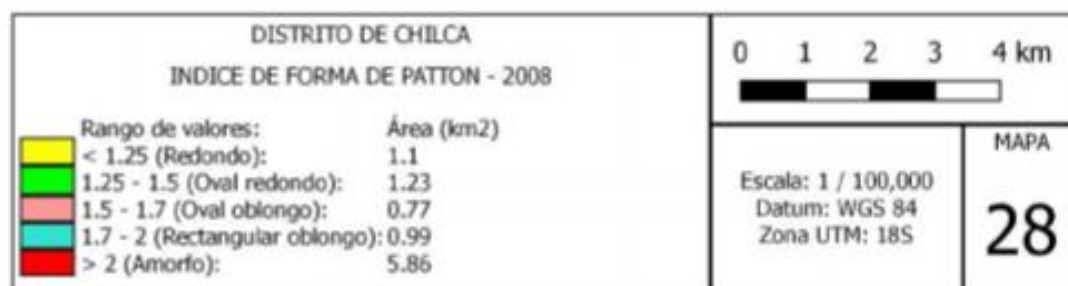 DISTRITO DE CHILCA
INDICE DE FORMA DE PATTON - 2008
Rango de valores: Área (km2)
< 1.25 (Redondo): 1.1
1.25 - 1.5 (Oval redondo): 1.23
1.5 - 1.7 (Oval oblongo): 0.77
1.7 - 2 (Rectangular oblongo): 0.99
> 2 (Amorfo): 5.86
0 1 2 3 4 km
Escala: 1 / 100,000
Datum: WGS 84
Zona UTM: 18S
MAPA
28